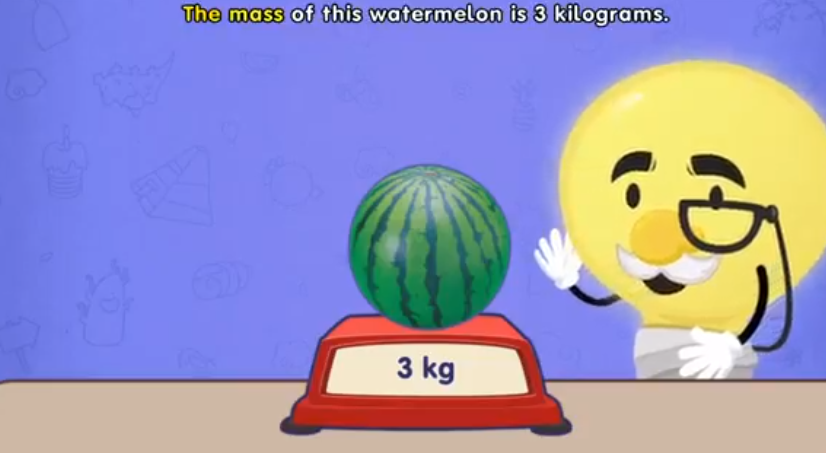 The mass of this watermelon is 3 kilograms.
3 kg